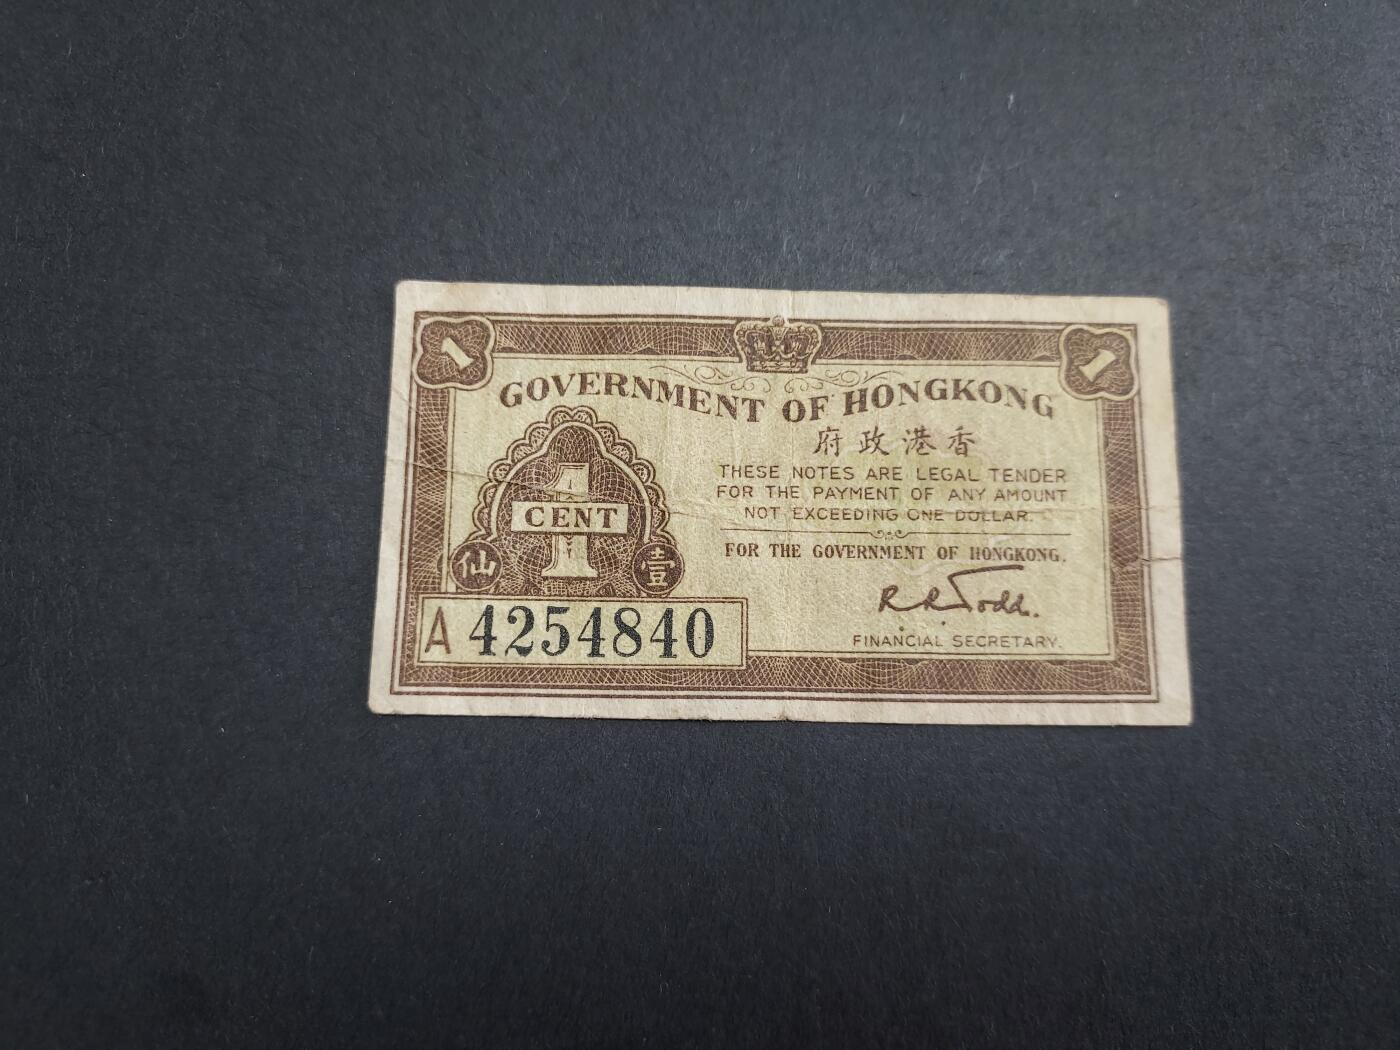 1
1
GOVERNMENT OF HONGKONG
府政港香
THESE NOTES ARE LEGAL TENDER
FOR THE PAYMENT OF ANY AMOUNT
NOT EXCEEDING ONE DOLLAR.
1
CENT
仙 壹
FOR THE GOVERNMENT OF HONGKONG.
R. R. Todd.
FINANCIAL SECRETARY.
A 4254840